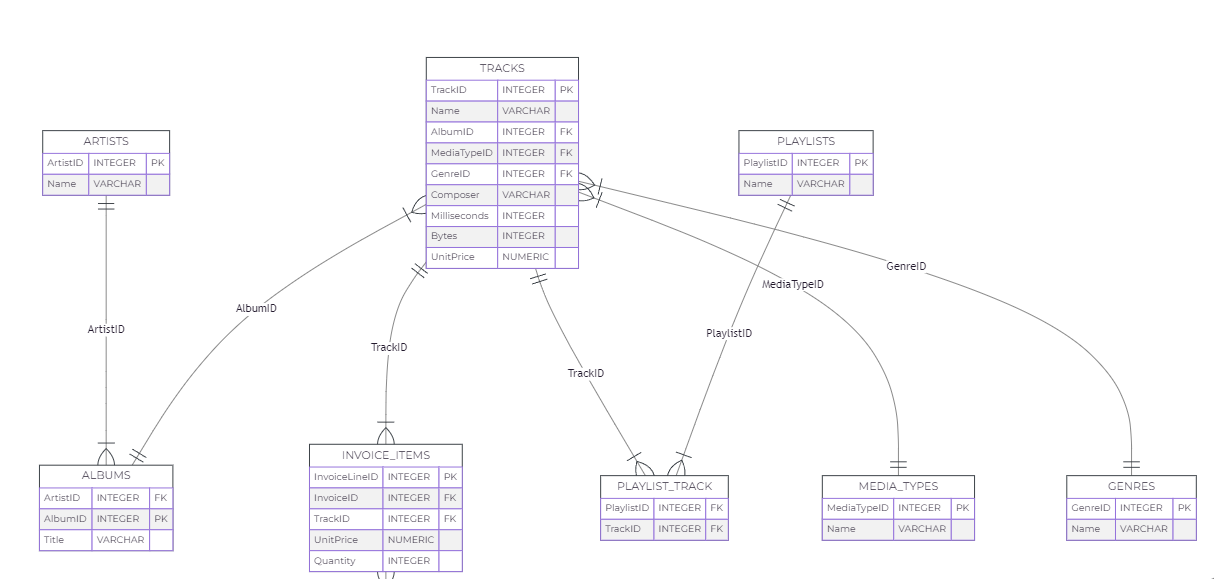 TRACKS
TrackID INTEGER PK
Name VARCHAR
AlbumID INTEGER FK
MediaTypeID INTEGER FK
GenreID INTEGER FK
Composer VARCHAR
Milliseconds INTEGER
Bytes INTEGER
UnitPrice NUMERIC
ARTISTS
ArtistID INTEGER PK
Name VARCHAR
PLAYLISTS
PlaylistID INTEGER PK
Name VARCHAR
GenreID
MediaTypeID
AlbumID
ArtistID
PlaylistID
TrackID
TrackID
ALBUMS
ArtistID INTEGER FK
AlbumID INTEGER PK
Title VARCHAR
INVOICE_ITEMS
InvoiceLineID INTEGER PK
InvoiceID INTEGER FK
TrackID INTEGER FK
UnitPrice NUMERIC
Quantity INTEGER
PLAYLIST_TRACK
PlaylistID INTEGER FK
TrackID INTEGER FK
MEDIA_TYPES
MediaTypeID INTEGER PK
Name VARCHAR
GENRES
GenreID INTEGER PK
Name VARCHAR